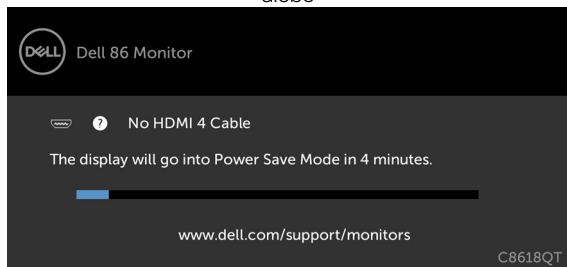 DELL
Dell 86 Monitor
? No HDMI 4 Cable
The display will go into Power Save Mode in 4 minutes.
www.dell.com/support/monitors
C8618QT